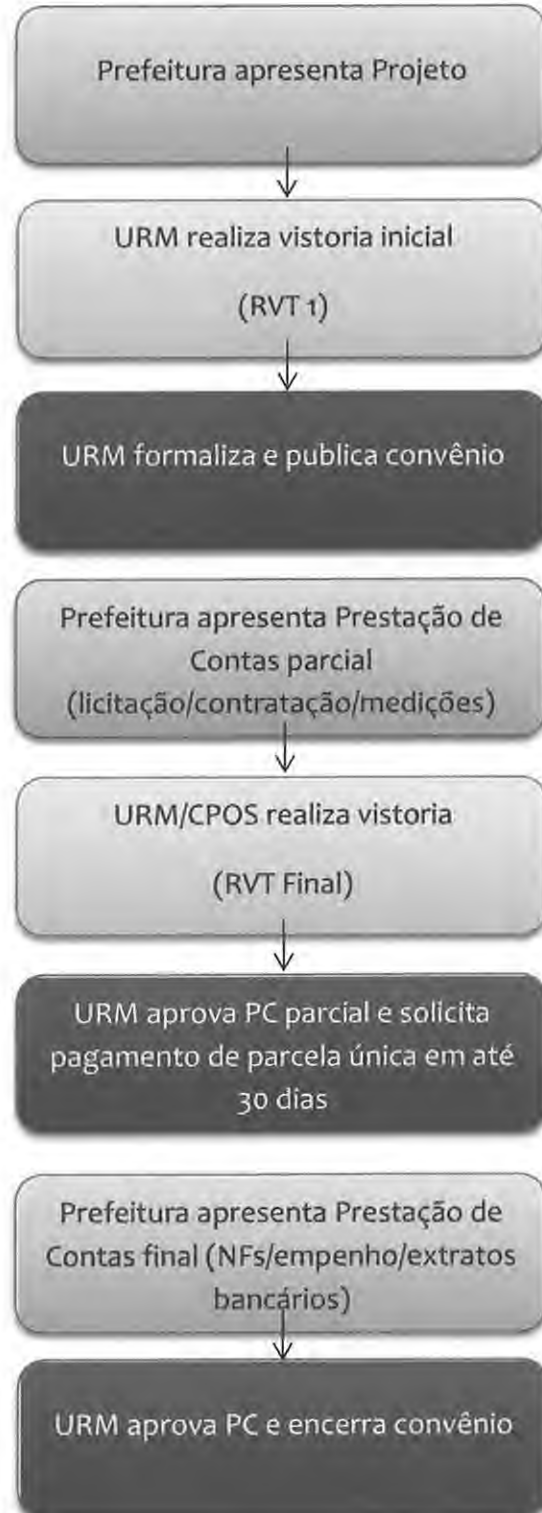 Prefeitura apresenta Projeto
URM realiza vistoria inicial
(RVT 1)
URM formaliza e publica convênio
Prefeitura apresenta Prestação de
Contas parcial
(licitação/contratação/medições)
URM/CPOS realiza vistoria
(RVT Final)
URM aprova PC parcial e solicita
pagamento de parcela única em até
30 dias
Prefeitura apresenta Prestação de
Contas final (NFs/empenho/extratos
bancários)
URM aprova PC e encerra convênio